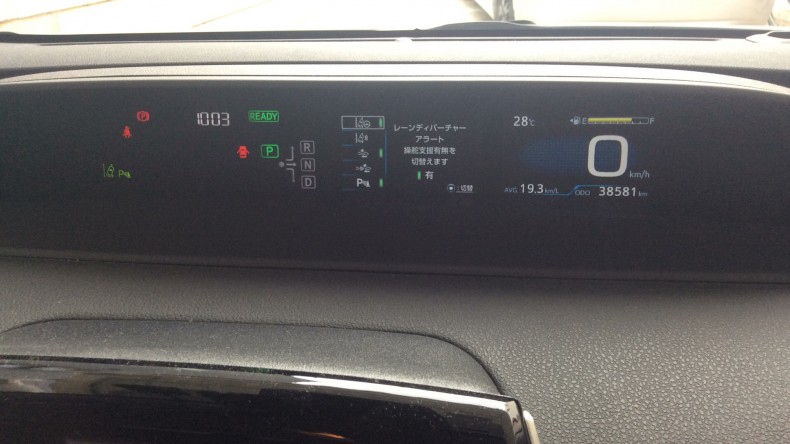 P
10:03
READY
P
R
N
D
P
P
レーンディパーチャー
アラート
操舵支援有無を
切替えます
有
:切替
28℃
E F
0
km/h
AVG. 19.3 km/L
ODO 38581 km